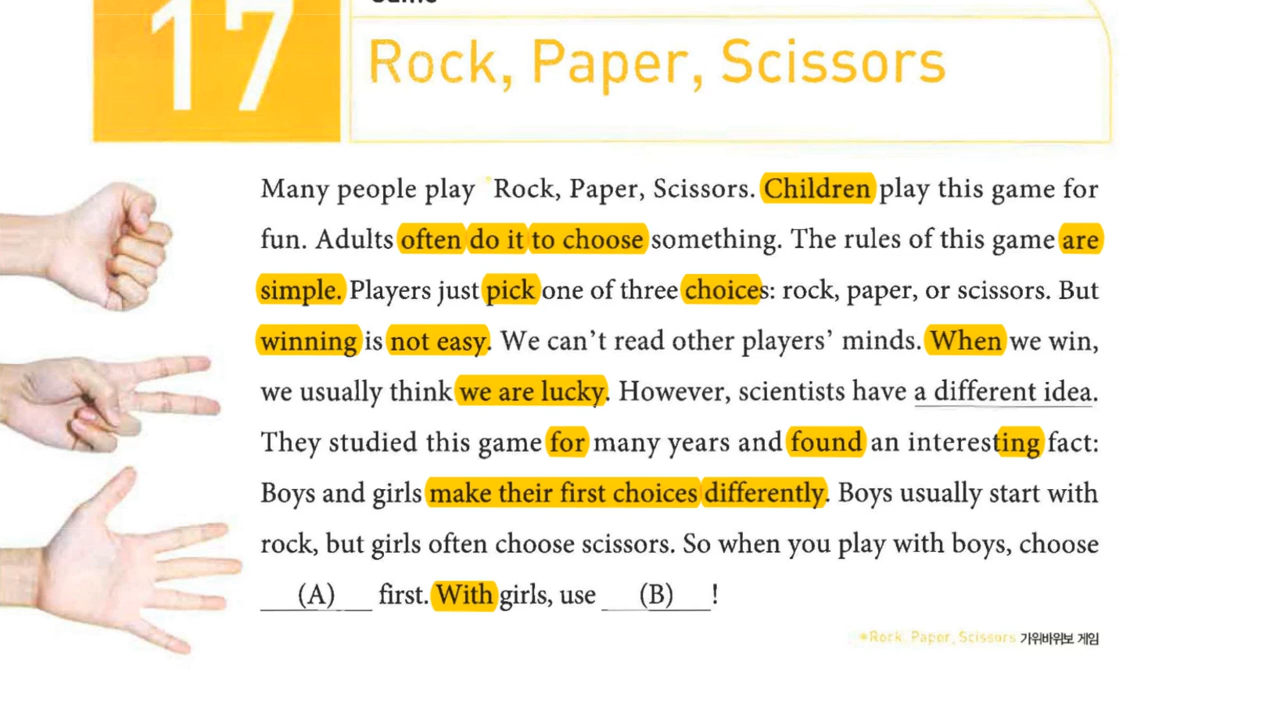 17
Rock, Paper, Scissors
Many people play *Rock, Paper, Scissors. Children play this game for
fun. Adults often do it to choose something. The rules of this game are
simple. Players just pick one of three choices: rock, paper, or scissors. But
winning is not easy. We can't read other players' minds. When we win,
we usually think we are lucky. However, scientists have a different idea.
They studied this game for many years and found an interesting fact:
Boys and girls make their first choices differently. Boys usually start with
rock, but girls often choose scissors. So when you play with boys, choose
(A) first. With girls, use (B) !
*Rock, Paper, Scissors 가위바위보 게임